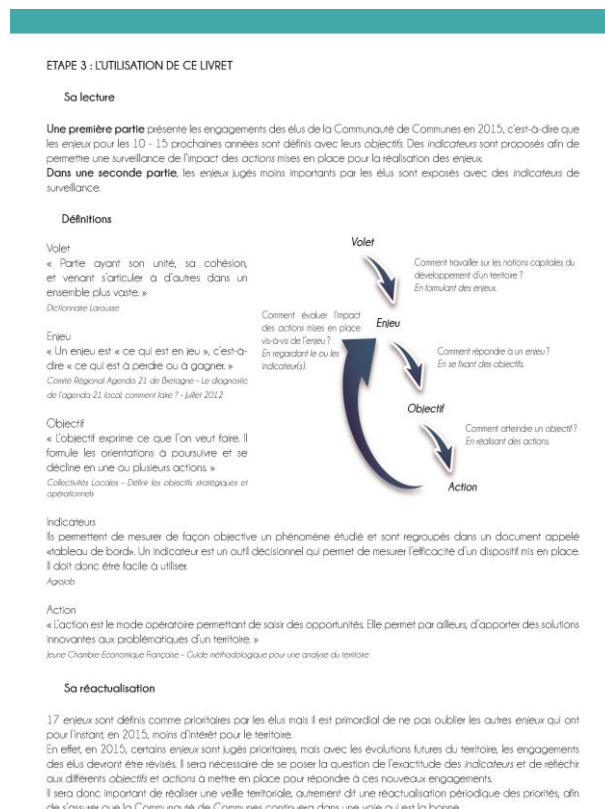 ETAPE 3 : L'UTILISATION DE CE LIVRET
Sa lecture
Une première partie présente les engagements des élus de la Communauté de Communes en 2015, c'est-à-dire que
les enjeux pour les 10 - 15 prochaines années sont définis avec leurs objectifs. Des indicateurs sont proposés afin de
permettre une surveillance de l'impact des actions mises en place pour la réalisation des enjeux.
Dans une seconde partie, les enjeux jugés moins importants par les élus sont exposés avec des indicateurs de
surveillance.
Définitions
Volet
« Partie ayant son unité, sa cohésion,
et venant s'articuler à d'autres dans un
ensemble plus vaste. »
Dictionnaire Larousse
Enjeu
« Un enjeu est « ce qui est en jeu », c'est-à-
dire « ce qui est à perdre ou à gagner. »
Comité Régional Agenda 21 de Bretagne - Le diagnostic
de l'agenda 21 local, comment faire ? - juillet 2012
Objectif
« L'objectif exprime ce que l'on veut faire. Il
formule les orientations à poursuivre et se
décline en une ou plusieurs actions. »
Collectivités Locales - Définir les objectifs stratégiques et
opérationnels
Volet
Comment travailler sur les notions capitales du
développement d'un territoire ?
En formulant des enjeux.
Comment évaluer l'impact
des actions mises en place
vis-à-vis de l'enjeu ?
En regardant le ou les
indicateur(s).
Enjeu
Comment répondre à un enjeu ?
En se fixant des objectifs.
Objectif
Comment atteindre un objectif ?
En réalisant des actions.
Action
Indicateurs
Ils permettent de mesurer de façon objective un phénomène étudié et sont regroupés dans un document appelé
«tableau de bord». Un indicateur est un outil décisionnel qui permet de mesurer l'efficacité d'un dispositif mis en place.
Il doit donc être facile à utiliser.
Agrojob
Action
« L'action est le mode opératoire permettant de saisir des opportunités. Elle permet par ailleurs, d'apporter des solutions
innovantes aux problématiques d'un territoire. »
Jeune Chambre Economique Française - Guide méthodologique pour une analyse du territoire
Sa réactualisation
17 enjeux sont définis comme prioritaires par les élus mais il est primordial de ne pas oublier les autres enjeux qui ont
pour l'instant, en 2015, moins d'intérêt pour le territoire.
En effet, en 2015, certains enjeux sont jugés prioritaires, mais avec les évolutions futures du territoire, les engagements
des élus devront être révisés. Il sera nécessaire de se poser la question de l'exactitude des indicateurs et de réfléchir
aux différents objectifs et actions à mettre en place pour répondre à ces nouveaux engagements.
Il sera donc important de réaliser une veille territoriale, autrement dit une réactualisation périodique des priorités, afin
de s'assurer que la Communauté de Communes continuera dans une voie qui est la bonne.